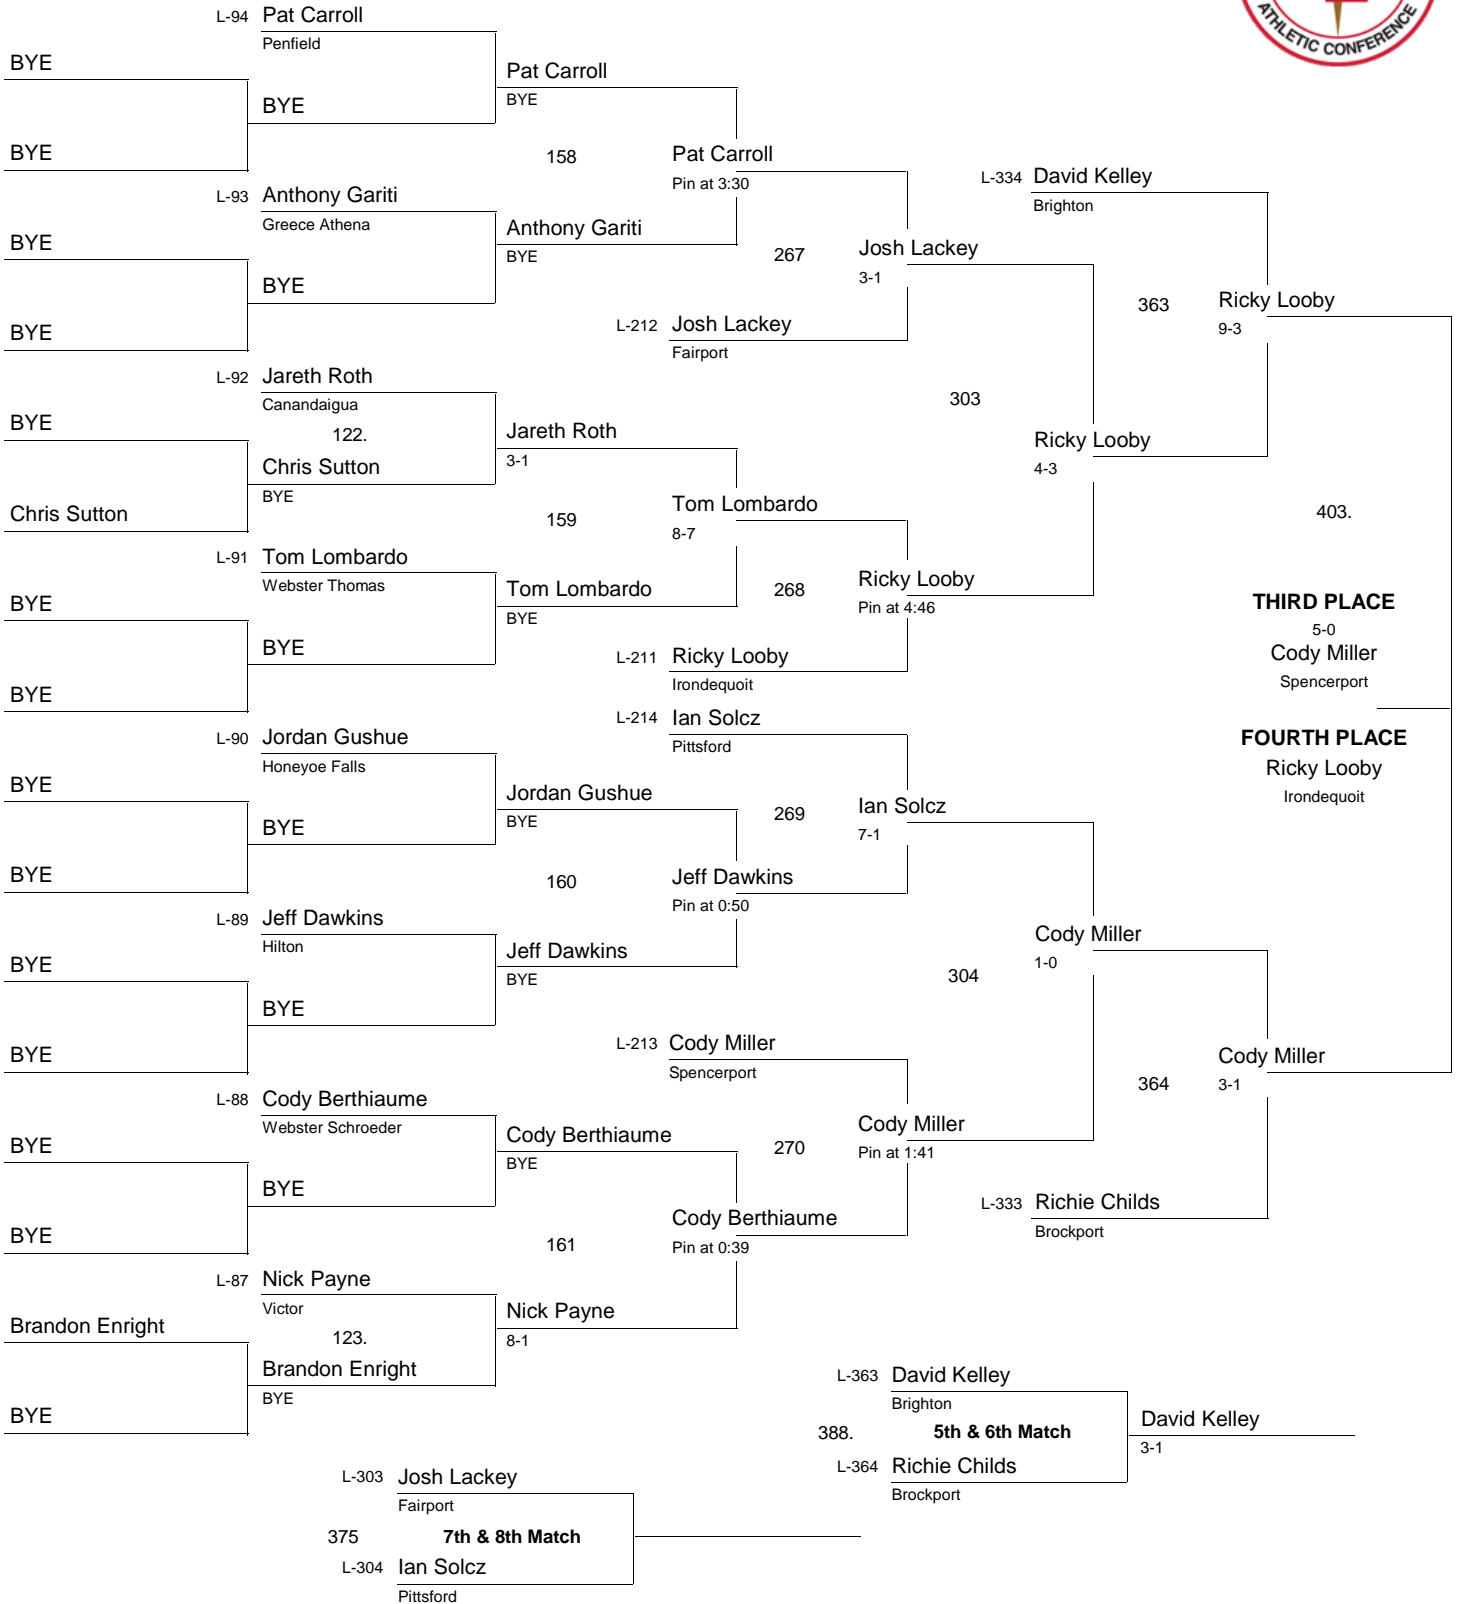 ATHLETIC CONFERENCE
L-94 Pat Carroll
Penfield
BYE
Pat Carroll
BYE
BYE
BYE
158
Pat Carroll
Pin at 3:30
L-334 David Kelley
Brighton
L-93 Anthony Gariti
Greece Athena
Anthony Gariti
BYE
BYE
267
Josh Lackey
3-1
BYE
363
Ricky Looby
9-3
L-212 Josh Lackey
Fairport
BYE
L-92 Jareth Roth
Canandaigua
303
BYE
122.
Jareth Roth
3-1
Ricky Looby
4-3
Chris Sutton
BYE
Tom Lombardo
8-7
Chris Sutton
159
403.
L-91 Tom Lombardo
Webster Thomas
Tom Lombardo
BYE
268
Ricky Looby
Pin at 4:46
BYE
THIRD PLACE
5-0
Cody Miller
Spencerport
BYE
L-211 Ricky Looby
Irondequoit
BYE
L-214 Ian Solcz
Pittsford
L-90 Jordan Gushue
Honeyoe Falls
FOURTH PLACE
Ricky Looby
Irondequoit
BYE
Jordan Gushue
BYE
269
Ian Solcz
7-1
BYE
BYE
160
Jeff Dawkins
Pin at 0:50
L-89 Jeff Dawkins
Hilton
Jeff Dawkins
BYE
Cody Miller
1-0
BYE
304
BYE
L-213 Cody Miller
Spencerport
BYE
Cody Miller
3-1
364
L-88 Cody Berthiaume
Webster Schroeder
Cody Berthiaume
BYE
270
Cody Miller
Pin at 1:41
BYE
BYE
L-333 Richie Childs
Brockport
Cody Berthiaume
Pin at 0:39
BYE
161
L-87 Nick Payne
Victor
Nick Payne
8-1
Brandon Enright
123.
Brandon Enright
BYE
L-363 David Kelley
Brighton
BYE
388. 5th & 6th Match
David Kelley
3-1
L-364 Richie Childs
Brockport
L-303 Josh Lackey
Fairport
375 7th & 8th Match
L-304 Ian Solcz
Pittsford